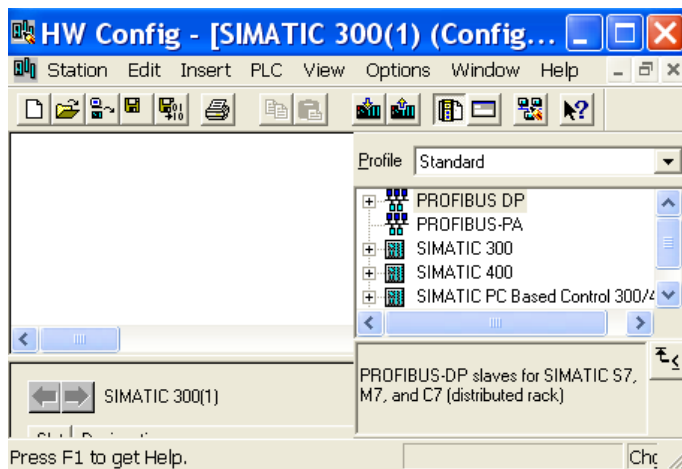 HW Config - [SIMATIC 300(1) (Config...
Station Edit Insert PLC View Options Window Help
Profile Standard
PROFIBUS DP
PROFIBUS-PA
SIMATIC 300
SIMATIC 400
SIMATIC PC Based Control 300/4
PROFIBUS-DP slaves for SIMATIC S7,
M7, and C7 (distributed rack)
SIMATIC 300(1)
Press F1 to get Help.